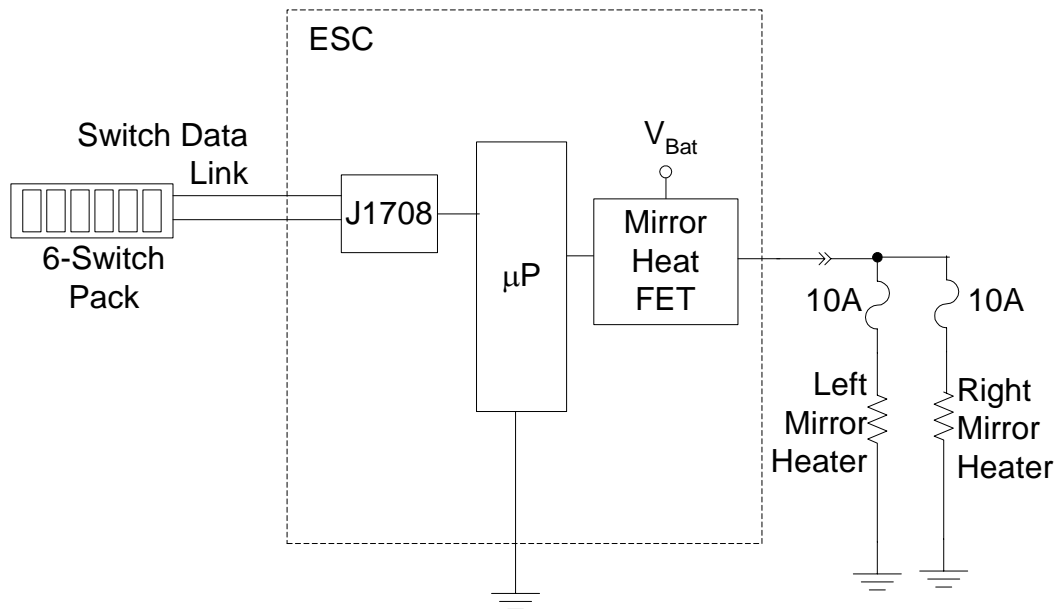 ESC
Switch Data
Link
6-Switch
Pack
J1708
μP
V_Bat
Mirror
Heat
FET
10A
10A
Left
Mirror
Heater
Right
Mirror
Heater